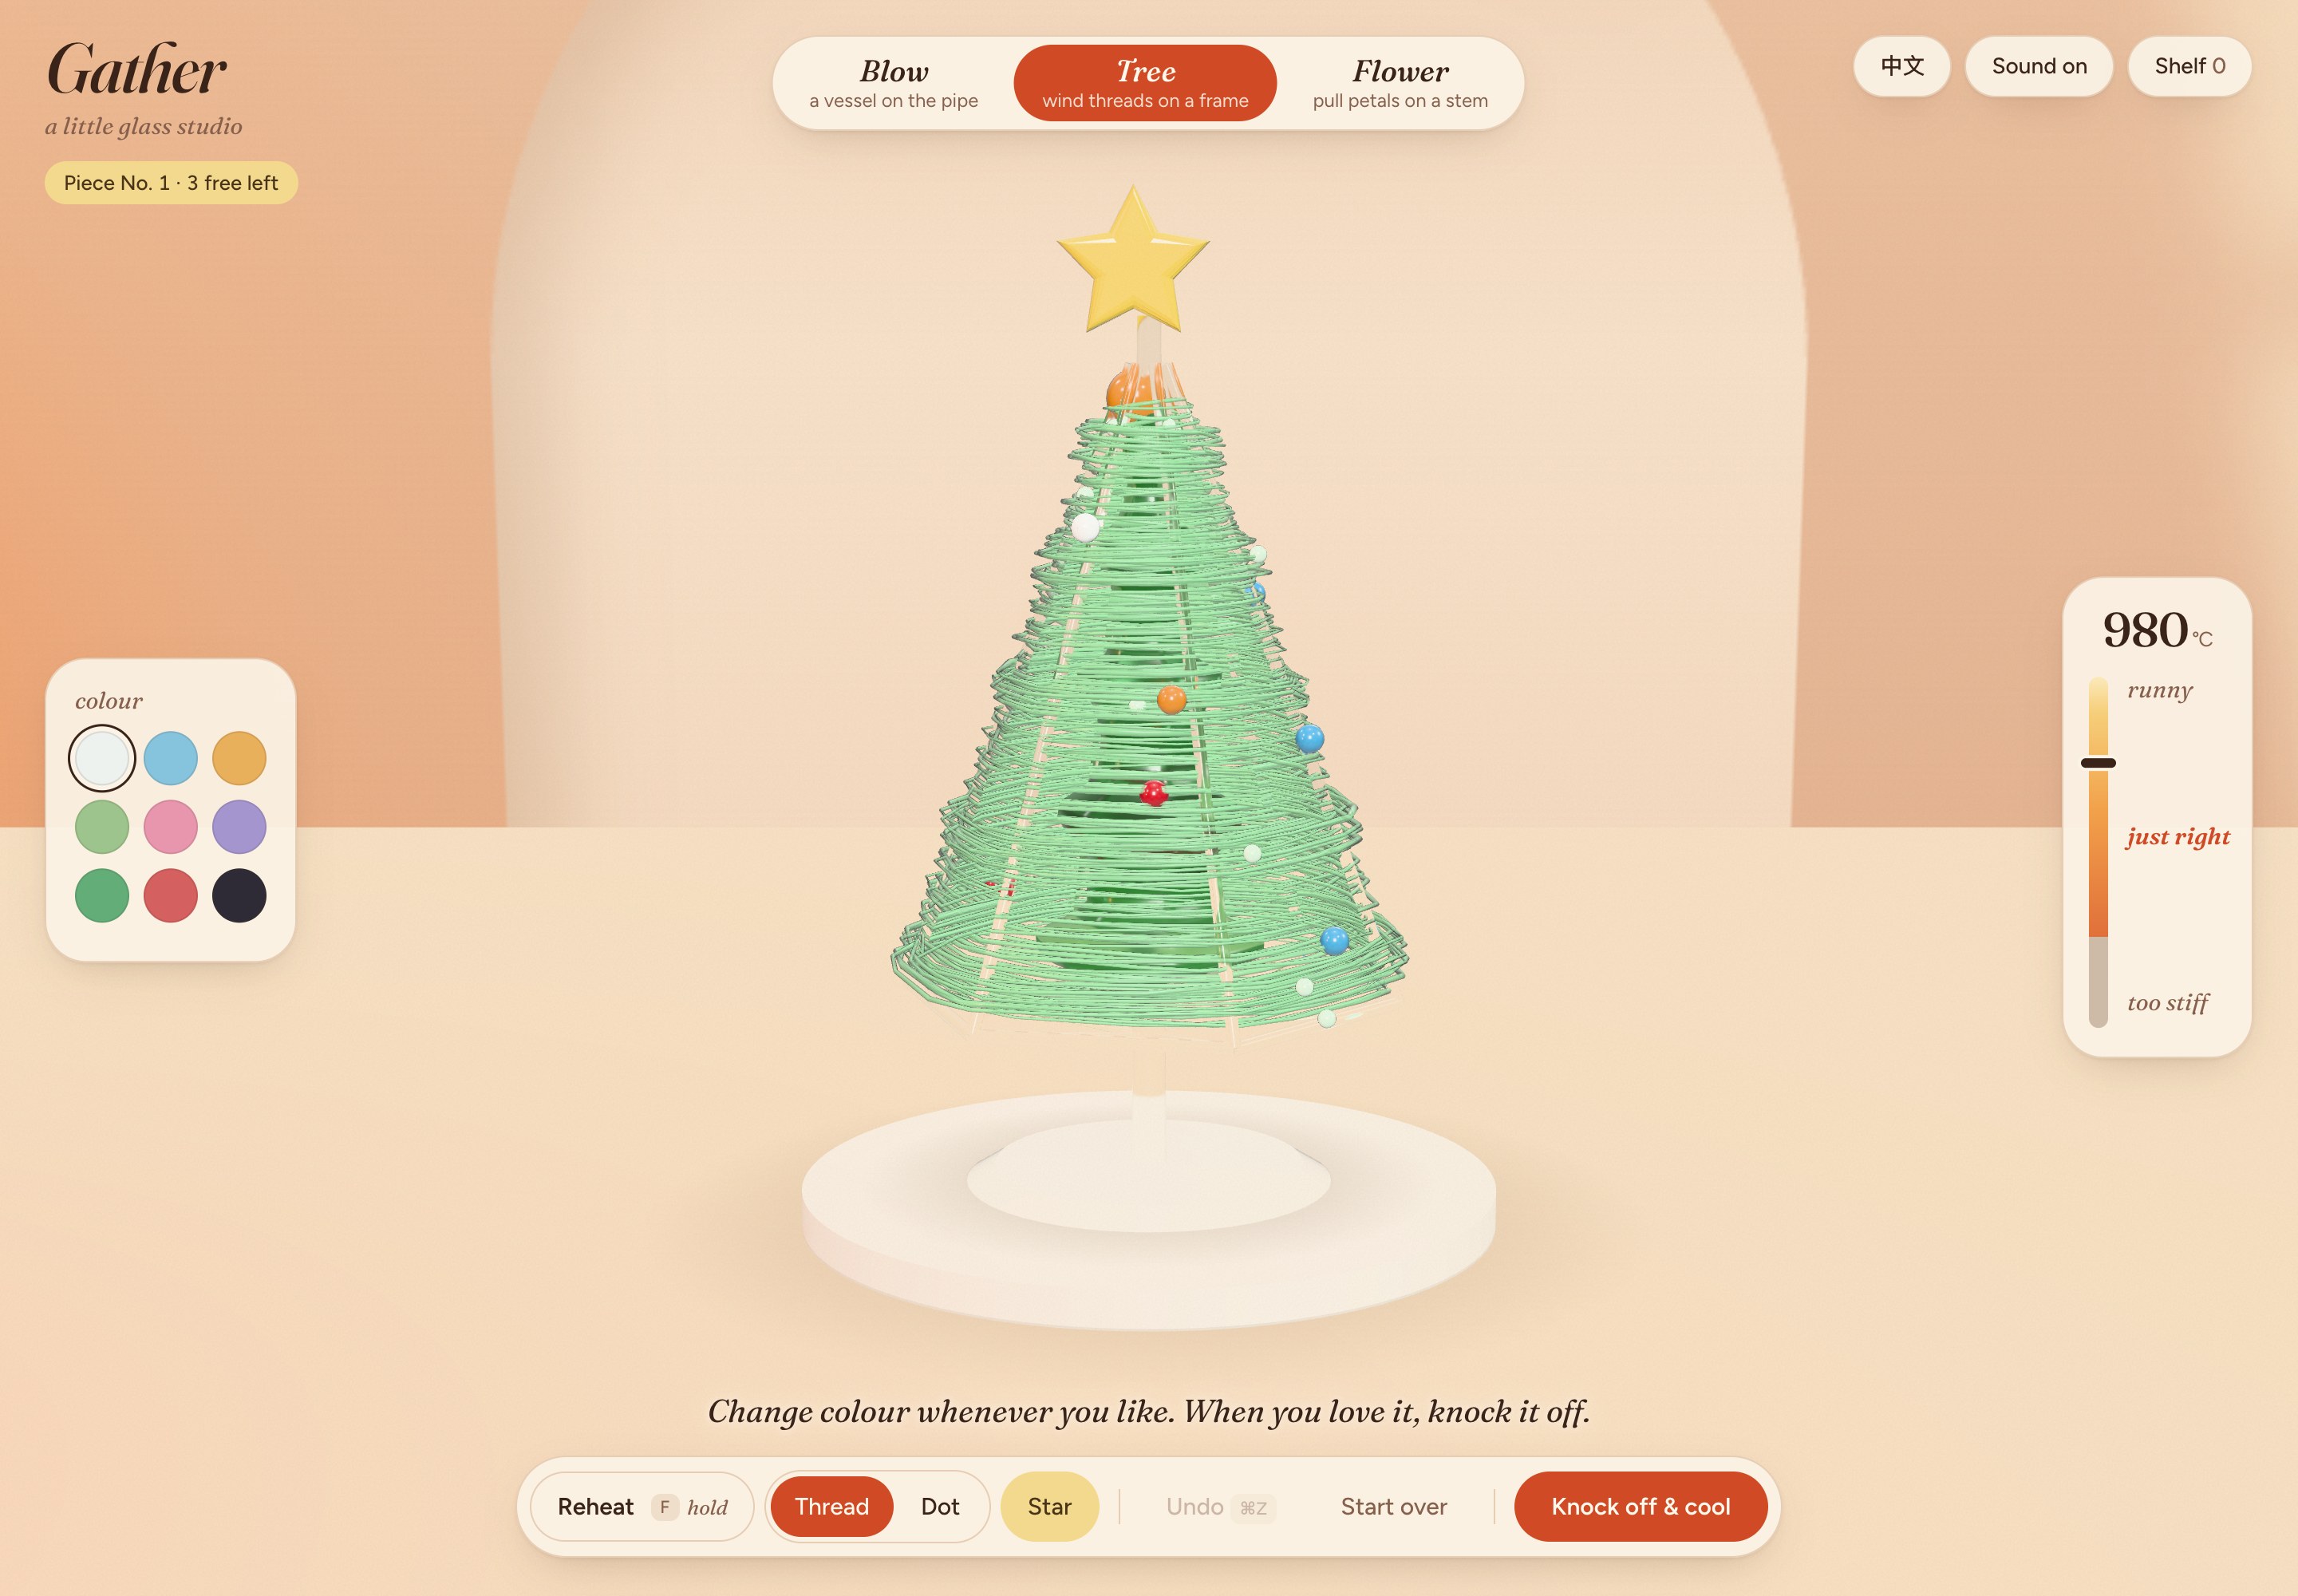 Gather
a little glass studio
Piece No. 1 · 3 free left
Blow
a vessel on the pipe
Tree
wind threads on a frame
Flower
pull petals on a stem
中文
Sound on
Shelf 0
colour
980 °C
runny
just right
too stiff
Change colour whenever you like. When you love it, knock it off.
Reheat F hold
Thread
Dot
Star
Undo ⌘Z
Start over
Knock off & cool